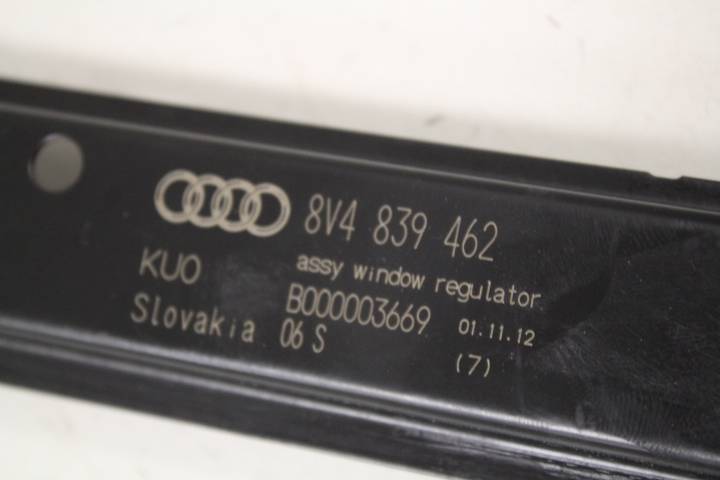 8V4 839 462
KUO assy window regulator
B000003669 01.11.12
Slovakia 06 S (7)